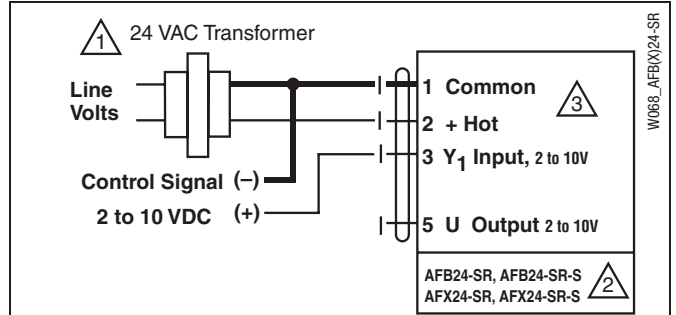 1 24 VAC Transformer
Line
Volts
Control Signal (–)
2 to 10 VDC (+)
1 Common
3
2 + Hot
3 Y1 Input, 2 to 10V
5 U Output 2 to 10V
AFB24-SR, AFB24-SR-S
AFX24-SR, AFX24-SR-S
2
W068_AFB(X)24-SR